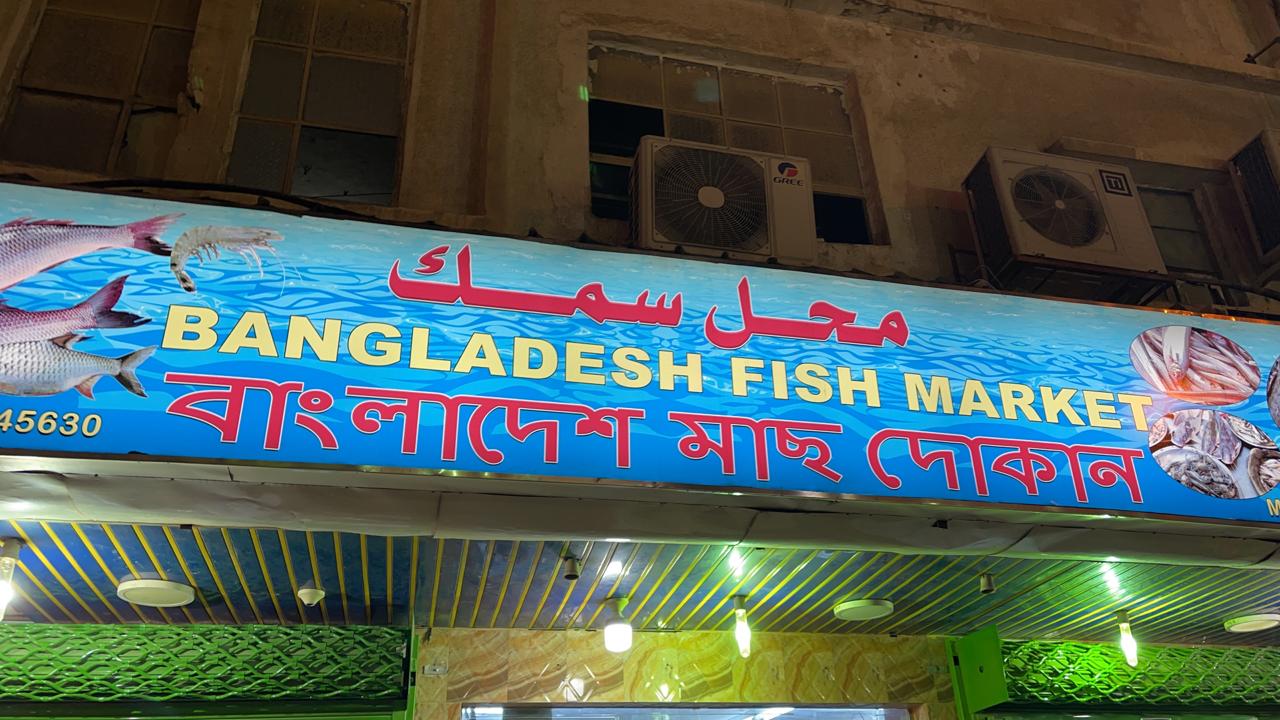 GREE
محل سمك
BANGLADESH FISH MARKET
বাংলাদেশ মাছ দোকান
45630
M